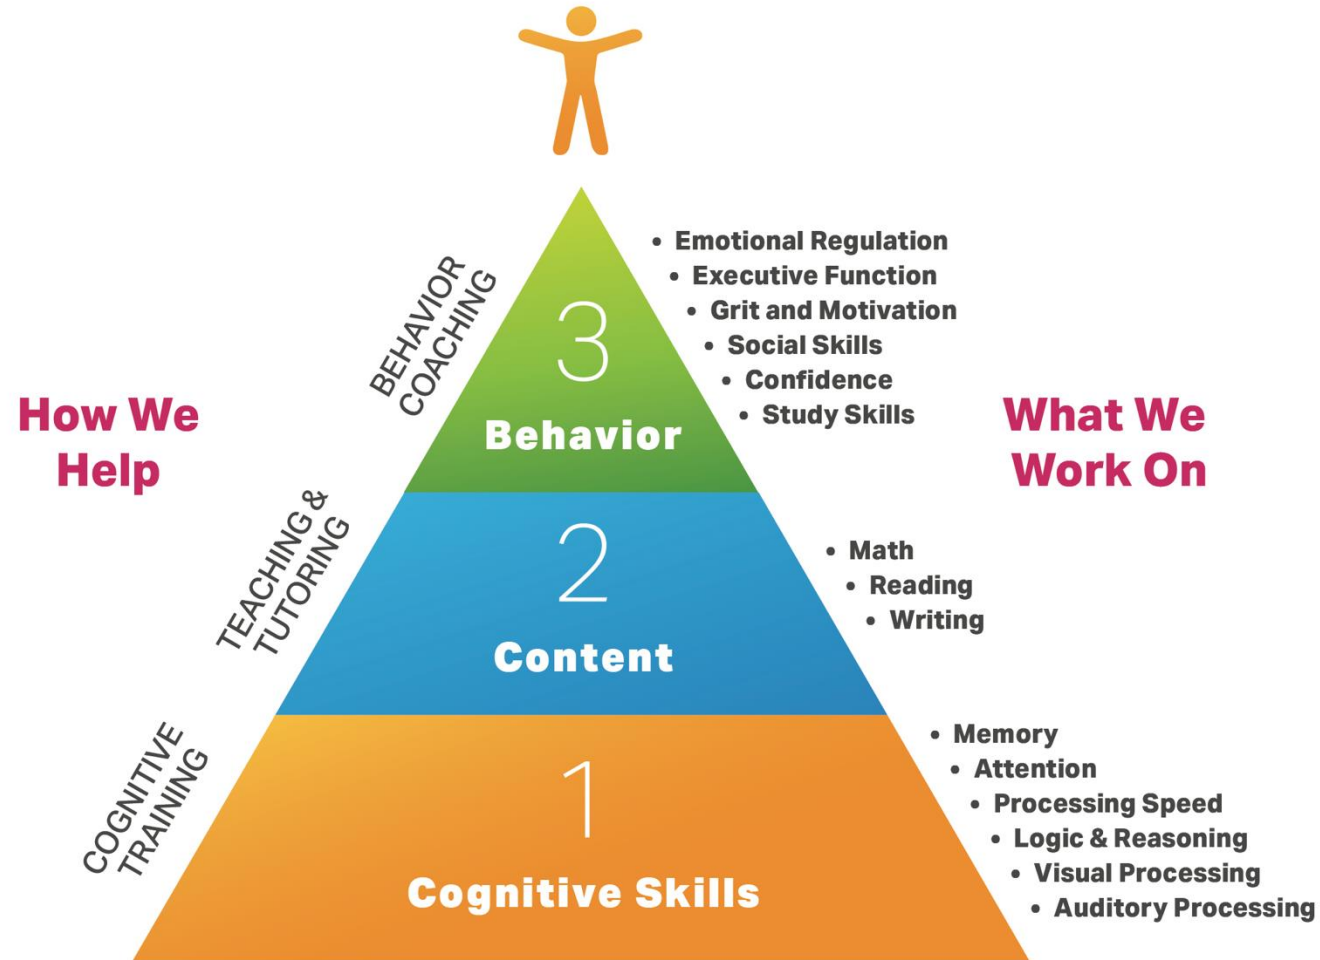 How We
Help
BEHAVIOR
COACHING
TEACHING &
TUTORING
COGNITIVE
TRAINING
3
Behavior
2
Content
1
Cognitive Skills
• Emotional Regulation
• Executive Function
• Grit and Motivation
• Social Skills
• Confidence
• Study Skills
What We
Work On
• Math
• Reading
• Writing
• Memory
• Attention
• Processing Speed
• Logic & Reasoning
• Visual Processing
• Auditory Processing